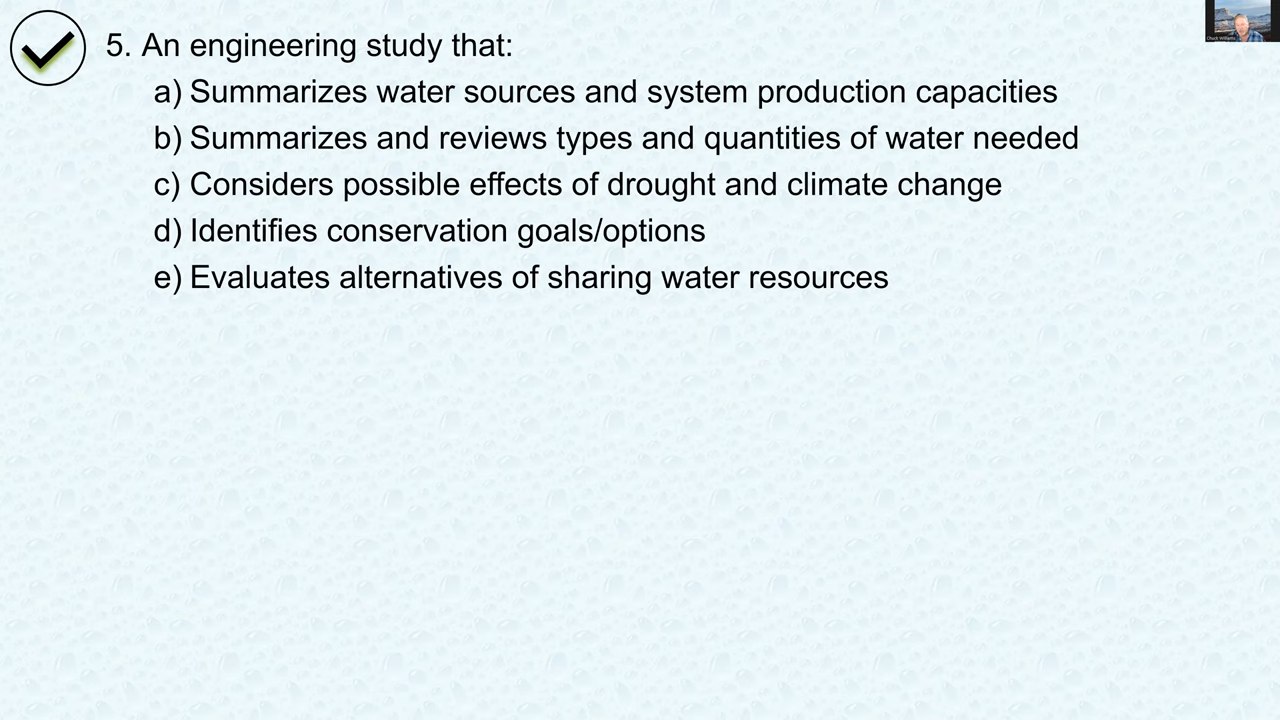 5. An engineering study that:
a) Summarizes water sources and system production capacities
b) Summarizes and reviews types and quantities of water needed
c) Considers possible effects of drought and climate change
d) Identifies conservation goals/options
e) Evaluates alternatives of sharing water resources
Chuck Williams